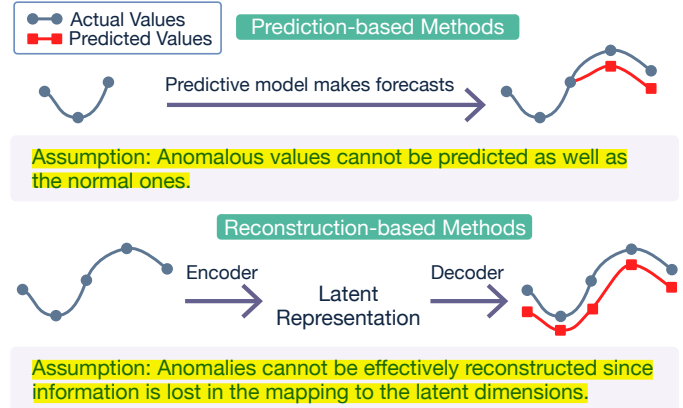 Actual Values
Predicted Values
Prediction-based Methods
Predictive model makes forecasts
Assumption: Anomalous values cannot be predicted as well as
the normal ones.
Reconstruction-based Methods
Encoder
Latent
Representation
Decoder
Assumption: Anomalies cannot be effectively reconstructed since
information is lost in the mapping to the latent dimensions.